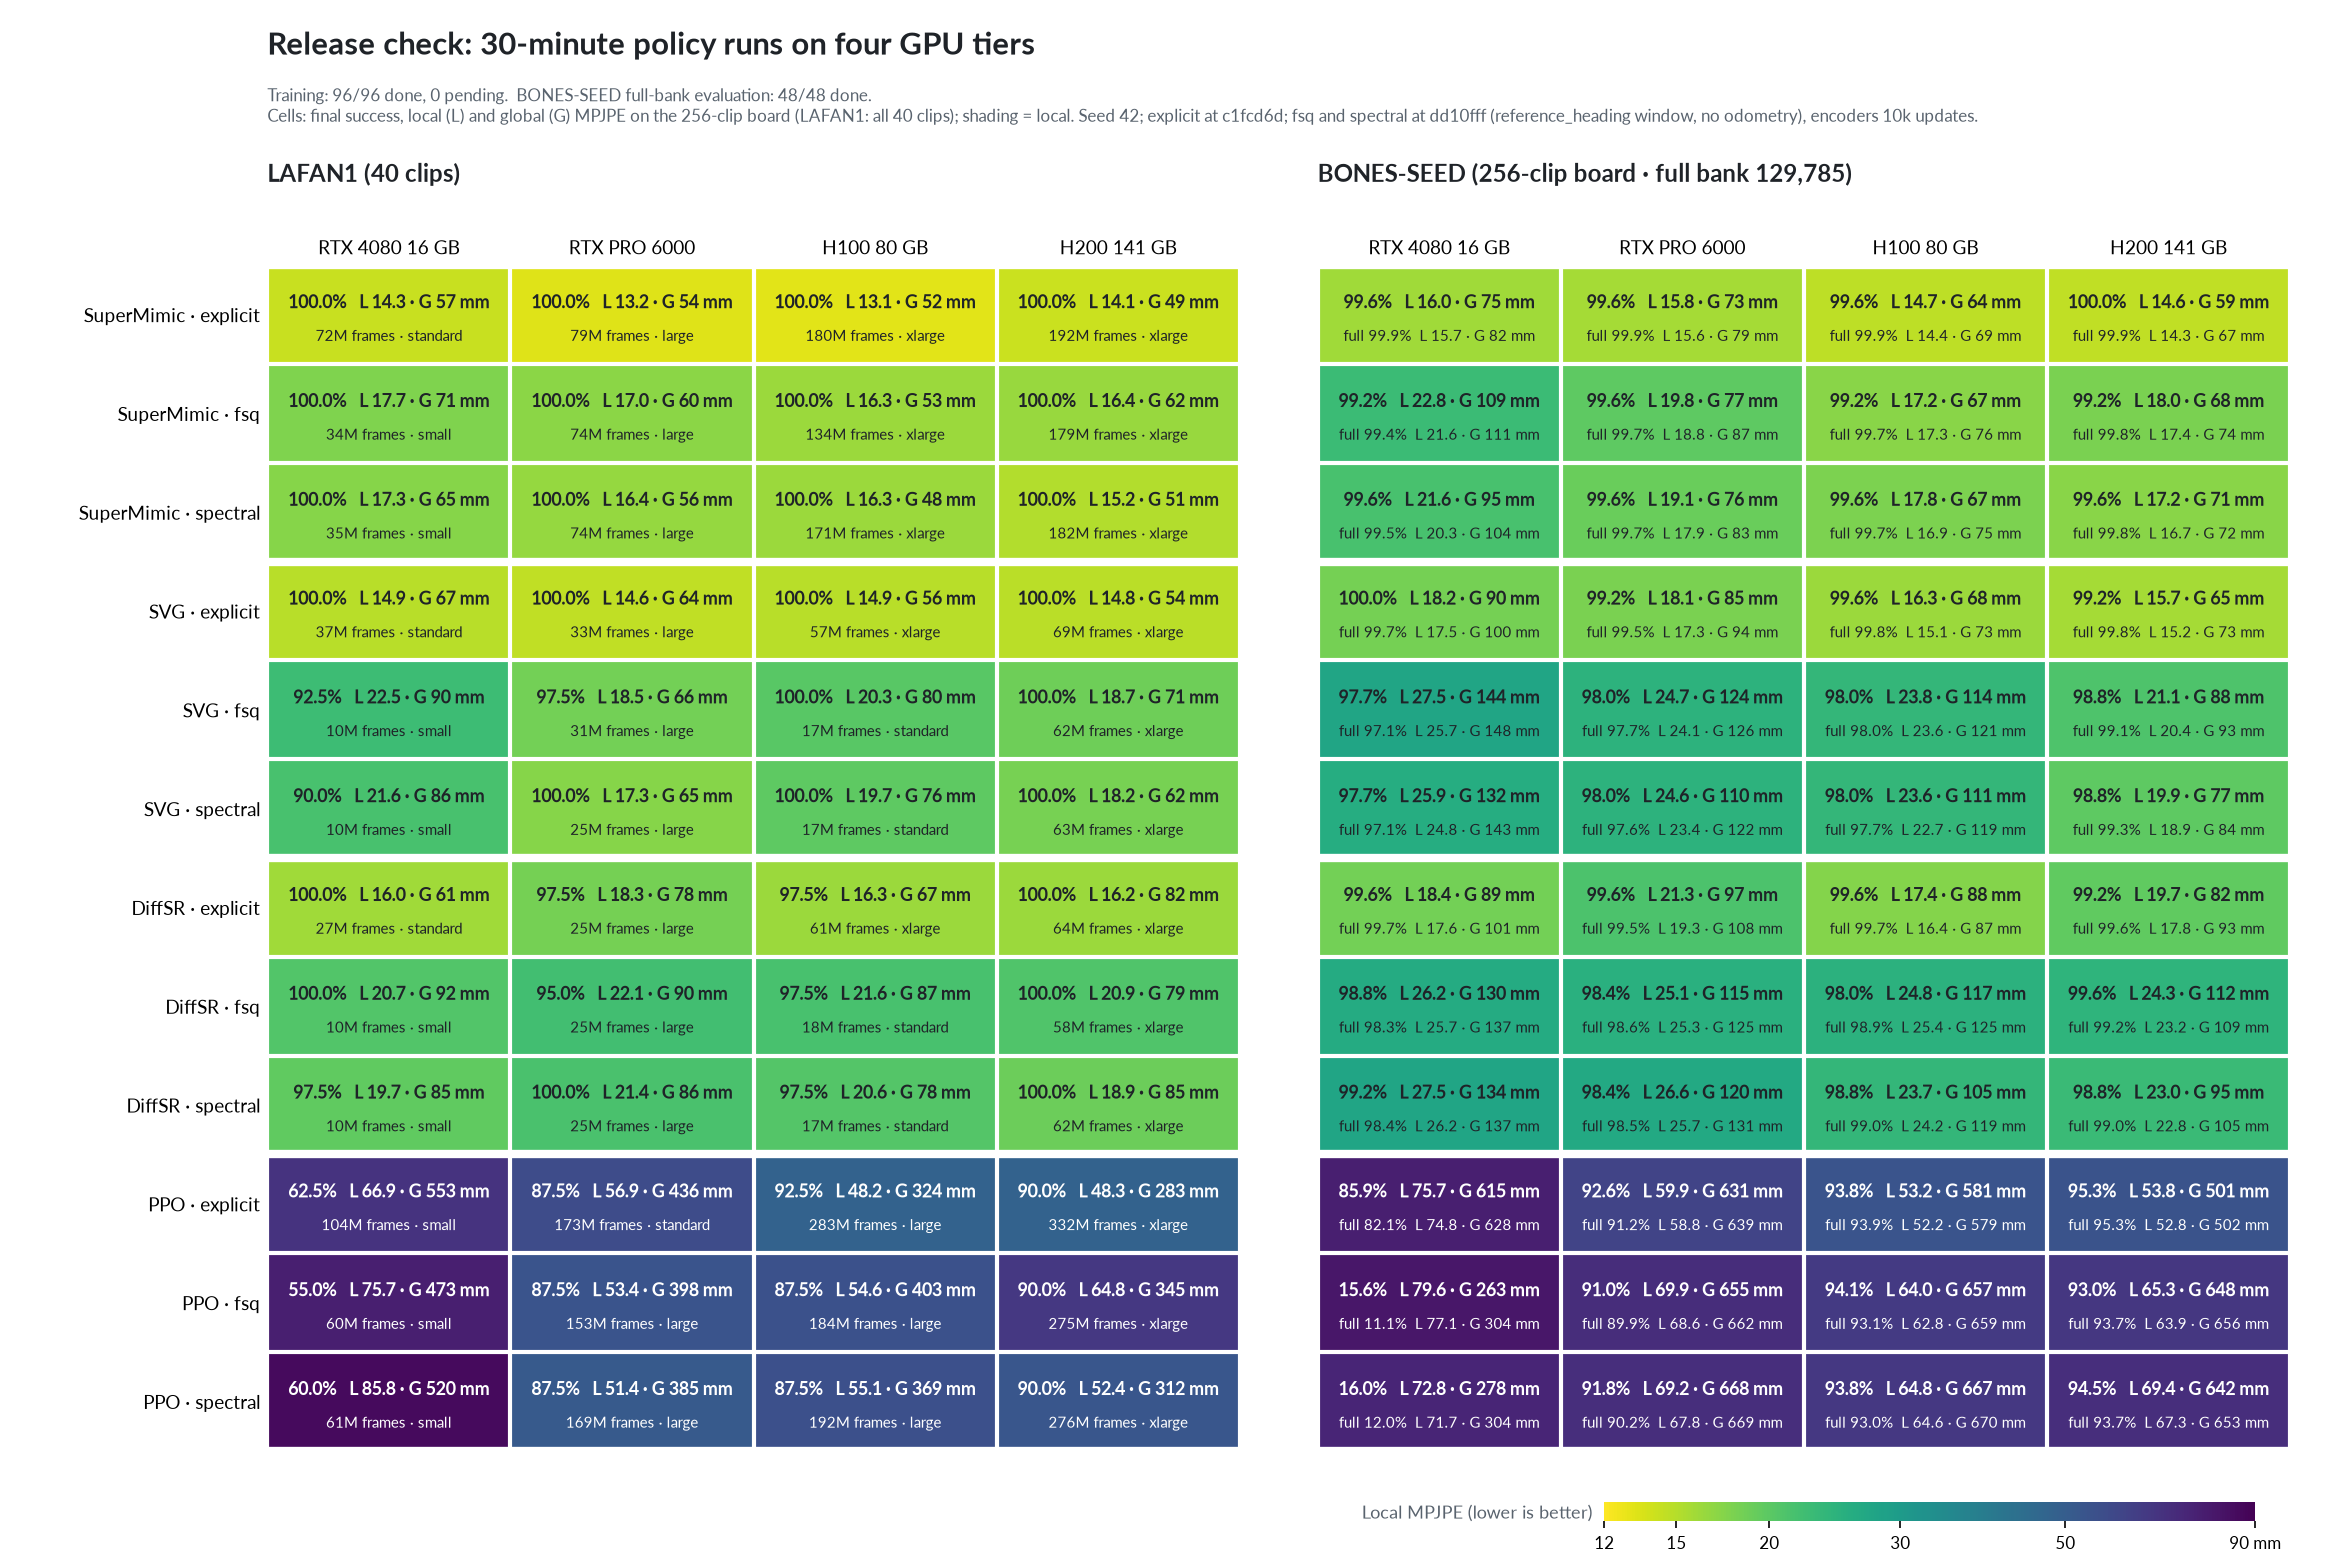 Release check: 30-minute policy runs on four GPU tiers
Training: 96/96 done, 0 pending. BONES-SEED full-bank evaluation: 48/48 done.
Cells: final success, local (L) and global (G) MPJPE on the 256-clip board (LAFAN1: all 40 clips); shading = local. Seed 42; explicit at c1fcd6d; fsq and spectral at dd10fff (reference_heading window, no odometry), encoders 10k updates.
LAFAN1 (40 clips) BONES-SEED (256-clip board · full bank 129,785)
RTX 4080 16 GB RTX PRO 6000 H100 80 GB H200 141 GB RTX 4080 16 GB RTX PRO 6000 H100 80 GB H200 141 GB
SuperMimic · explicit
100.0% L 14.3 · G 57 mm 100.0% L 13.2 · G 54 mm 100.0% L 13.1 · G 52 mm 100.0% L 14.1 · G 49 mm 99.6% L 16.0 · G 75 mm 99.6% L 15.8 · G 73 mm 99.6% L 14.7 · G 64 mm 100.0% L 14.6 · G 59 mm
72M frames · standard 79M frames · large 180M frames · xlarge 192M frames · xlarge full 99.9% L 15.7 · G 82 mm full 99.9% L 15.6 · G 79 mm full 99.9% L 14.4 · G 69 mm full 99.9% L 14.3 · G 67 mm
SuperMimic · fsq
100.0% L 17.7 · G 71 mm 100.0% L 17.0 · G 60 mm 100.0% L 16.3 · G 53 mm 100.0% L 16.4 · G 62 mm 99.2% L 22.8 · G 109 mm 99.6% L 19.8 · G 77 mm 99.2% L 17.2 · G 67 mm 99.2% L 18.0 · G 68 mm
34M frames · small 74M frames · large 134M frames · xlarge 179M frames · xlarge full 99.4% L 21.6 · G 111 mm full 99.7% L 18.8 · G 87 mm full 99.7% L 17.3 · G 76 mm full 99.8% L 17.4 · G 74 mm
SuperMimic · spectral
100.0% L 17.3 · G 65 mm 100.0% L 16.4 · G 56 mm 100.0% L 16.3 · G 48 mm 100.0% L 15.2 · G 51 mm 99.6% L 21.6 · G 95 mm 99.6% L 19.1 · G 76 mm 99.6% L 17.8 · G 67 mm 99.6% L 17.2 · G 71 mm
35M frames · small 74M frames · large 171M frames · xlarge 182M frames · xlarge full 99.5% L 20.3 · G 104 mm full 99.7% L 17.9 · G 83 mm full 99.7% L 16.9 · G 75 mm full 99.8% L 16.7 · G 72 mm
SVG · explicit
100.0% L 14.9 · G 67 mm 100.0% L 14.6 · G 64 mm 100.0% L 14.9 · G 56 mm 100.0% L 14.8 · G 54 mm 100.0% L 18.2 · G 90 mm 99.2% L 18.1 · G 85 mm 99.6% L 16.3 · G 68 mm 99.2% L 15.7 · G 65 mm
37M frames · standard 33M frames · large 57M frames · xlarge 69M frames · xlarge full 99.7% L 17.5 · G 100 mm full 99.5% L 17.3 · G 94 mm full 99.8% L 15.1 · G 73 mm full 99.8% L 15.2 · G 73 mm
SVG · fsq
92.5% L 22.5 · G 90 mm 97.5% L 18.5 · G 66 mm 100.0% L 20.3 · G 80 mm 100.0% L 18.7 · G 71 mm 97.7% L 27.5 · G 144 mm 98.0% L 24.7 · G 124 mm 98.0% L 23.8 · G 114 mm 98.8% L 21.1 · G 88 mm
10M frames · small 31M frames · large 17M frames · standard 62M frames · xlarge full 97.1% L 25.7 · G 148 mm full 97.7% L 24.1 · G 126 mm full 98.0% L 23.6 · G 121 mm full 99.1% L 20.4 · G 93 mm
SVG · spectral
90.0% L 21.6 · G 86 mm 100.0% L 17.3 · G 65 mm 100.0% L 19.7 · G 76 mm 100.0% L 18.2 · G 62 mm 97.7% L 25.9 · G 132 mm 98.0% L 24.6 · G 110 mm 98.0% L 23.6 · G 111 mm 98.8% L 19.9 · G 77 mm
10M frames · small 25M frames · large 17M frames · standard 63M frames · xlarge full 97.1% L 24.8 · G 143 mm full 97.6% L 23.4 · G 122 mm full 97.7% L 22.7 · G 119 mm full 99.3% L 18.9 · G 84 mm
DiffSR · explicit
100.0% L 16.0 · G 61 mm 97.5% L 18.3 · G 78 mm 97.5% L 16.3 · G 67 mm 100.0% L 16.2 · G 82 mm 99.6% L 18.4 · G 89 mm 99.6% L 21.3 · G 97 mm 99.6% L 17.4 · G 88 mm 99.2% L 19.7 · G 82 mm
27M frames · standard 25M frames · large 61M frames · xlarge 64M frames · xlarge full 99.7% L 17.6 · G 101 mm full 99.5% L 19.3 · G 108 mm full 99.7% L 16.4 · G 87 mm full 99.6% L 17.8 · G 93 mm
DiffSR · fsq
100.0% L 20.7 · G 92 mm 95.0% L 22.1 · G 90 mm 97.5% L 21.6 · G 87 mm 100.0% L 20.9 · G 79 mm 98.8% L 26.2 · G 130 mm 98.4% L 25.1 · G 115 mm 98.0% L 24.8 · G 117 mm 99.6% L 24.3 · G 112 mm
10M frames · small 25M frames · large 18M frames · standard 58M frames · xlarge full 98.3% L 25.7 · G 137 mm full 98.6% L 25.3 · G 125 mm full 98.9% L 25.4 · G 125 mm full 99.2% L 23.2 · G 109 mm
DiffSR · spectral
97.5% L 19.7 · G 85 mm 100.0% L 21.4 · G 86 mm 97.5% L 20.6 · G 78 mm 100.0% L 18.9 · G 85 mm 99.2% L 27.5 · G 134 mm 98.4% L 26.6 · G 120 mm 98.8% L 23.7 · G 105 mm 98.8% L 23.0 · G 95 mm
10M frames · small 25M frames · large 17M frames · standard 62M frames · xlarge full 98.4% L 26.2 · G 137 mm full 98.5% L 25.7 · G 131 mm full 99.0% L 24.2 · G 119 mm full 99.0% L 22.8 · G 105 mm
PPO · explicit
62.5% L 66.9 · G 553 mm 87.5% L 56.9 · G 436 mm 92.5% L 48.2 · G 324 mm 90.0% L 48.3 · G 283 mm 85.9% L 75.7 · G 615 mm 92.6% L 59.9 · G 631 mm 93.8% L 53.2 · G 581 mm 95.3% L 53.8 · G 501 mm
104M frames · small 173M frames · standard 283M frames · large 332M frames · xlarge full 82.1% L 74.8 · G 628 mm full 91.2% L 58.8 · G 639 mm full 93.9% L 52.2 · G 579 mm full 95.3% L 52.8 · G 502 mm
PPO · fsq
55.0% L 75.7 · G 473 mm 87.5% L 53.4 · G 398 mm 87.5% L 54.6 · G 403 mm 90.0% L 64.8 · G 345 mm 15.6% L 79.6 · G 263 mm 91.0% L 69.9 · G 655 mm 94.1% L 64.0 · G 657 mm 93.0% L 65.3 · G 648 mm
60M frames · small 153M frames · large 184M frames · large 275M frames · xlarge full 11.1% L 77.1 · G 304 mm full 89.9% L 68.6 · G 662 mm full 93.1% L 62.8 · G 659 mm full 93.7% L 63.9 · G 656 mm
PPO · spectral
60.0% L 85.8 · G 520 mm 87.5% L 51.4 · G 385 mm 87.5% L 55.1 · G 369 mm 90.0% L 52.4 · G 312 mm 16.0% L 72.8 · G 278 mm 91.8% L 69.2 · G 668 mm 93.8% L 64.8 · G 667 mm 94.5% L 69.4 · G 642 mm
61M frames · small 169M frames · large 192M frames · large 276M frames · xlarge full 12.0% L 71.7 · G 304 mm full 90.2% L 67.8 · G 669 mm full 93.0% L 64.6 · G 670 mm full 93.7% L 67.3 · G 653 mm
Local MPJPE (lower is better)
12 15 20 30 50 90 mm